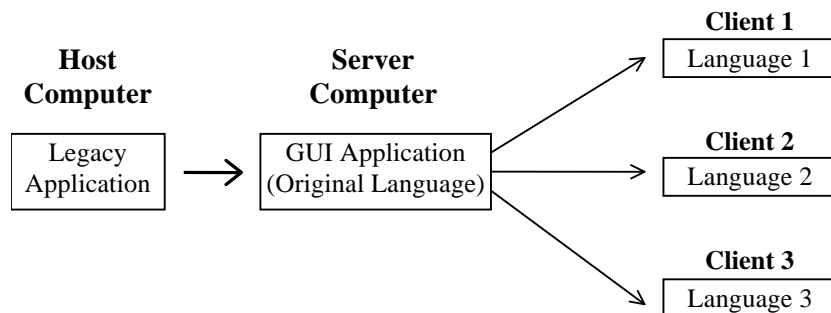 Host
Computer
Legacy
Application
Server
Computer
GUI Application
(Original Language)
Client 1
Language 1
Client 2
Language 2
Client 3
Language 3